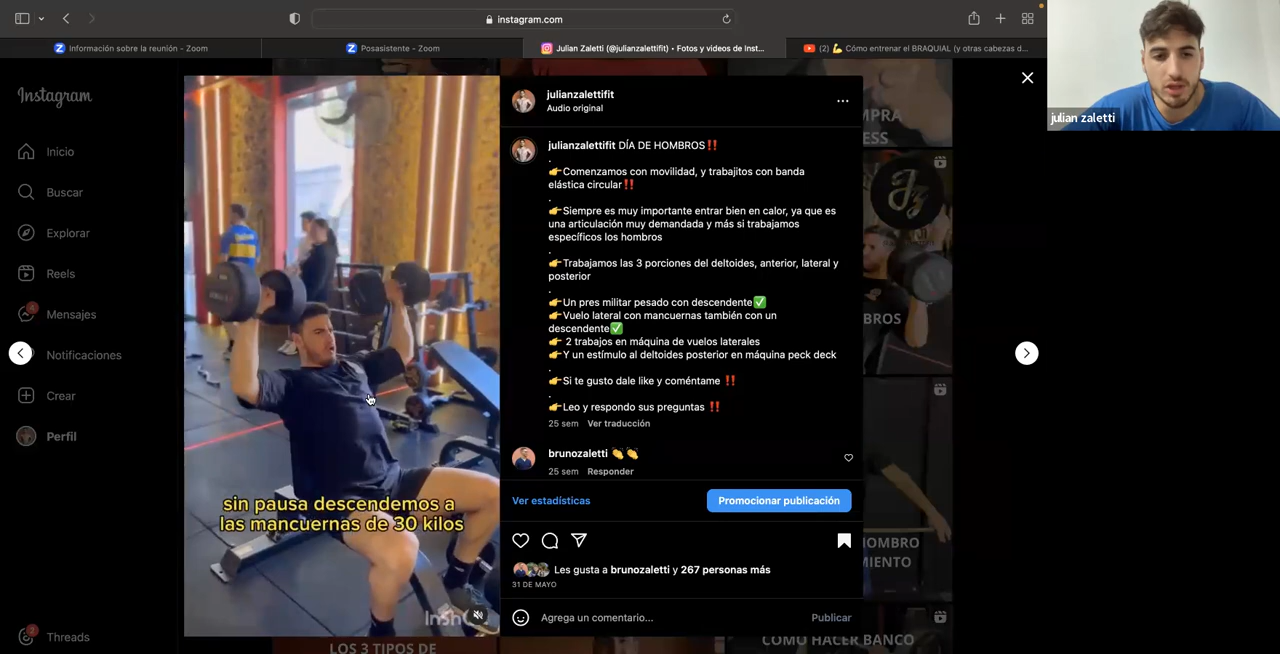 instagram.com
Información sobre la reunión - Zoom
Posasistente - Zoom
Julian Zaletti (@julianzalettifit) • Fotos y videos de Inst...
(2) 💪 Cómo entrenar el BRAQUIAL (y otras cabezas d...
julian zaletti
Instagram
Inicio
Buscar
Explorar
Reels
4
Mensajes
Notificaciones
Crear
Perfil
2
Threads
sin pausa descendemos a
las mancuernas de 30 kilos
InSh
julianzalettifit
Audio original
julianzalettifit DÍA DE HOMBROS‼️
.
👉Comenzamos con movilidad, y trabajitos con banda
elástica circular‼️
.
👉Siempre es muy importante entrar bien en calor, ya que es
una articulación muy demandada y más si trabajamos
específicos los hombros
.
👉Trabajamos las 3 porciones del deltoides, anterior, lateral y
posterior
.
👉Un pres militar pesado con descendente✅
👉Vuelo lateral con mancuernas también con un
descendente✅
👉 2 trabajos en máquina de vuelos laterales
👉Y un estímulo al deltoides posterior en máquina peck deck
.
👉Si te gusto dale like y coméntame ‼️
.
👉Leo y respondo sus preguntas ‼️
25 sem Ver traducción
brunozaletti 👏👏
25 sem Responder
Ver estadísticas
Promocionar publicación
Les gusta a brunozaletti y 267 personas más
31 DE MAYO
Agrega un comentario...
Publicar
MPRA
ESS
JZ
BROS
OMBRO
MIENTO
LOS 3 TIPOS DE
COMO HACER BANCO